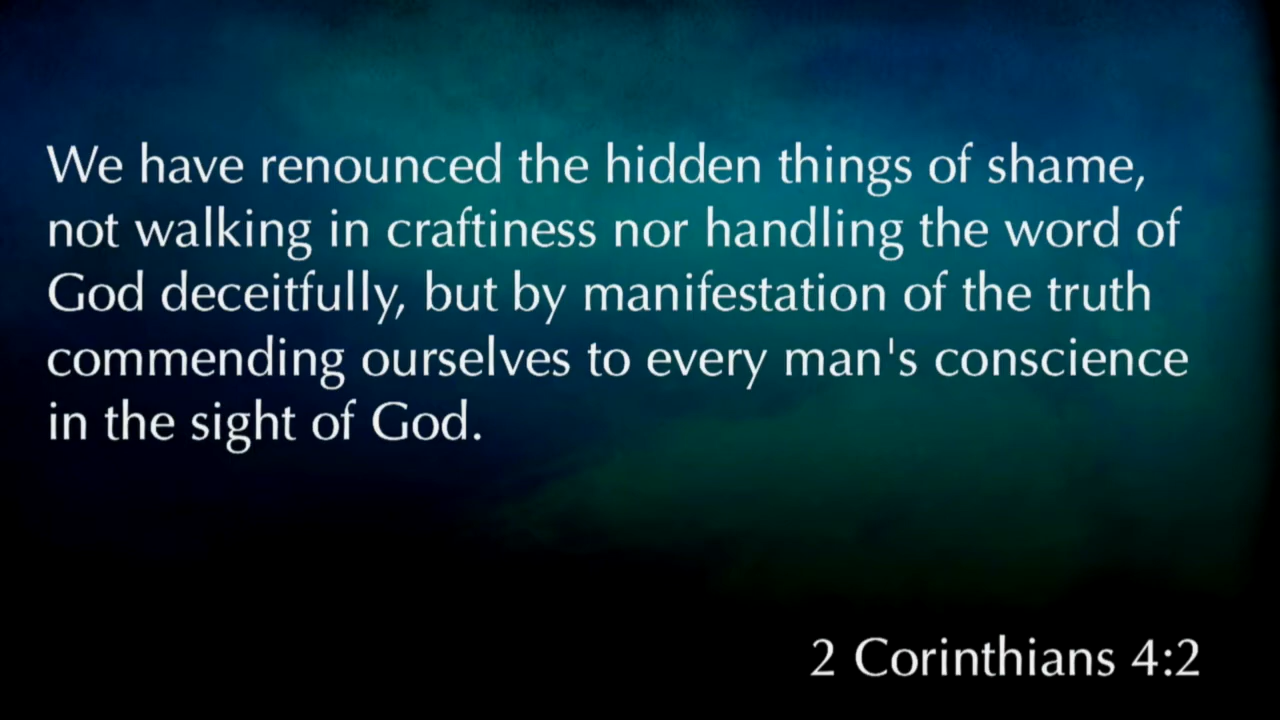 We have renounced the hidden things of shame,
not walking in craftiness nor handling the word of
God deceitfully, but by manifestation of the truth
commending ourselves to every man's conscience
in the sight of God.
2 Corinthians 4:2